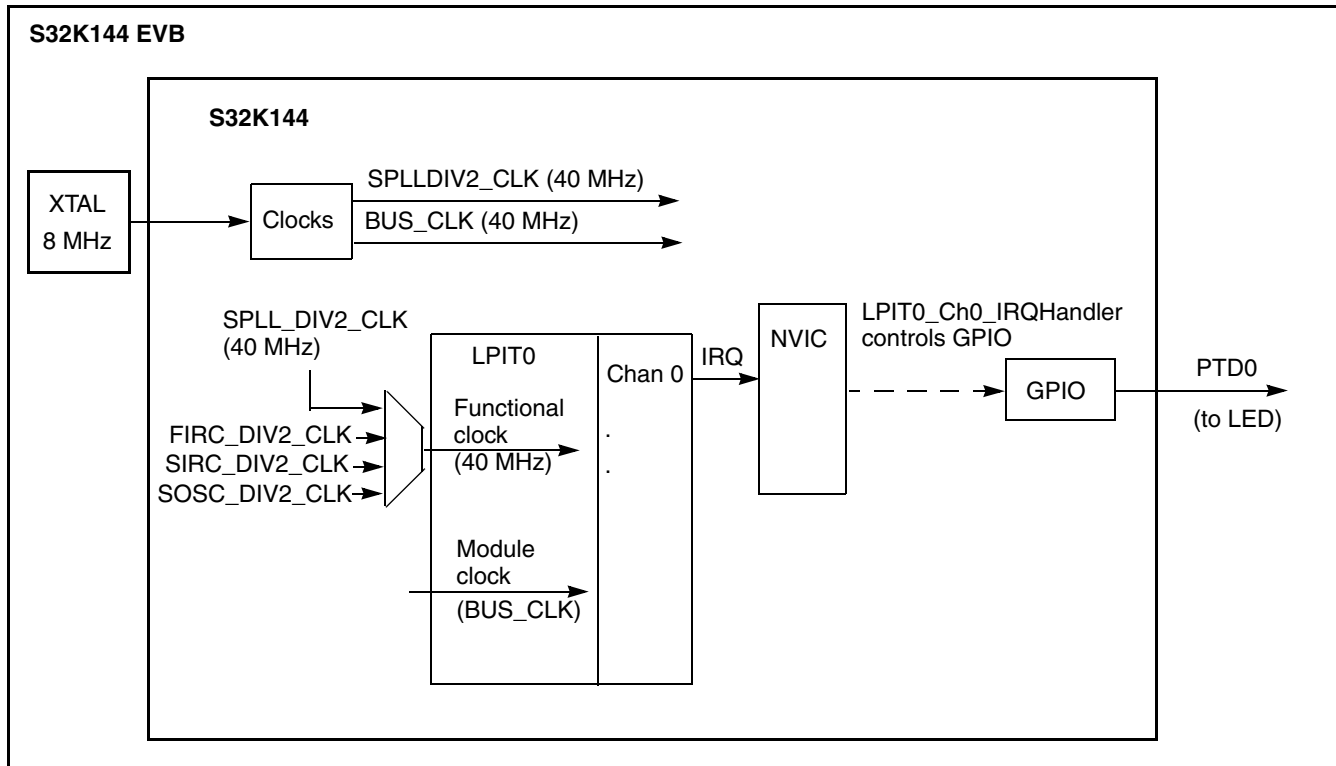 S32K144 EVB
S32K144
XTAL
8 MHz
Clocks
SPLLDIV2_CLK (40 MHz)
BUS_CLK (40 MHz)
SPLL_DIV2_CLK
(40 MHz)
FIRC_DIV2_CLK
SIRC_DIV2_CLK
SOSC_DIV2_CLK
LPIT0
Functional
clock
(40 MHz)
Module
clock
(BUS_CLK)
Chan 0
.
.
IRQ
NVIC
LPIT0_Ch0_IRQHandler
controls GPIO
GPIO
PTD0
(to LED)